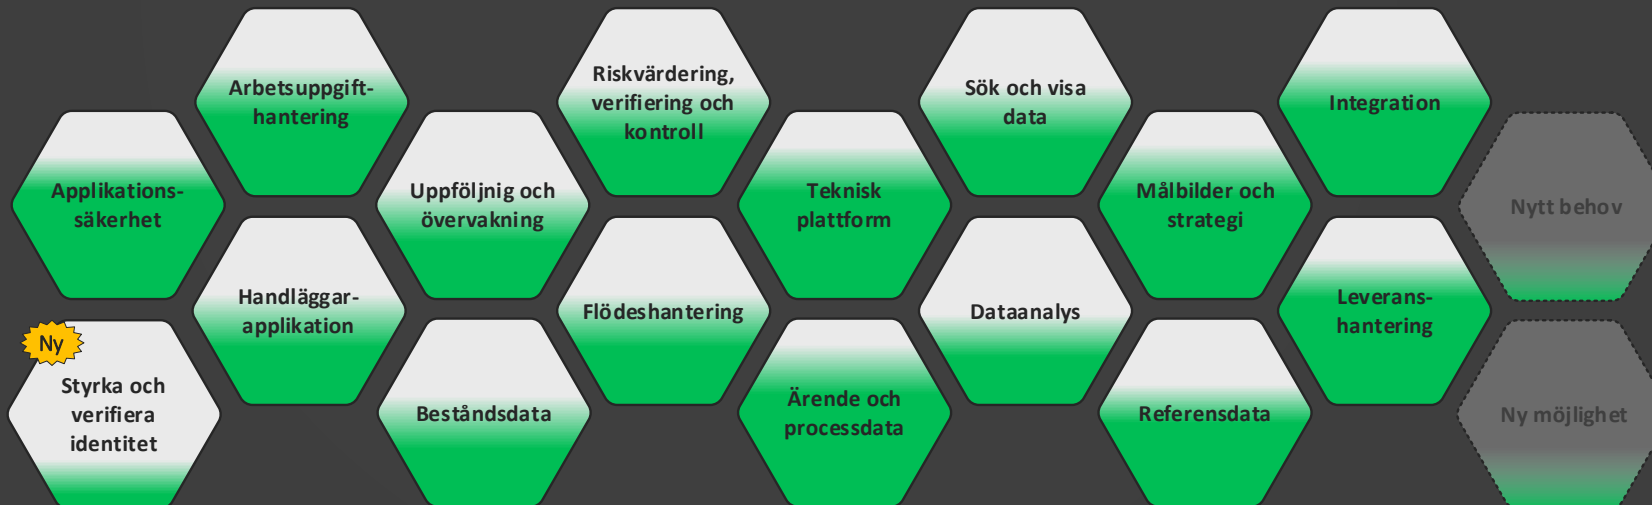 Arbetsuppgift-
hantering
Riskvärdering,
verifiering och
kontroll
Sök och visa
data
Integration
Applikations-
säkerhet
Uppföljnig och
övervakning
Teknisk
plattform
Målbilder och
strategi
Nytt behov
Handläggar-
applikation
Flödeshantering
Dataanalys
Leverans-
hantering
Ny
Styrka och
verifiera
identitet
Beståndsdata
Ärende och
processdata
Referensdata
Ny möjlighet